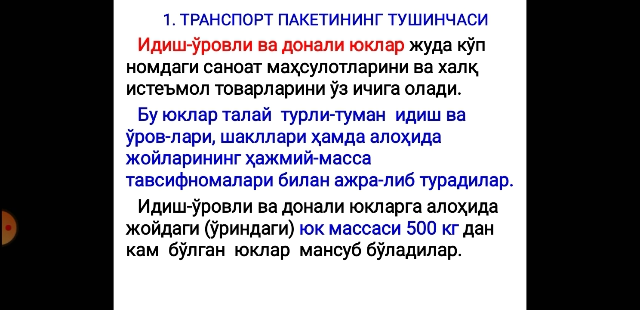 1. ТРАНСПОРТ ПАКЕТИНИНГ ТУШИНЧАСИ
Идиш-ўровли ва донали юклар жуда кўп
номдаги саноат маҳсулотларини ва халқ
истеъмол товарларини ўз ичига олади.
Бу юклар талай турли-туман идиш ва
ўров-лари, шакллари ҳамда алоҳида
жойларининг ҳажмий-масса
тавсифномалари билан ажра-либ турадилар.
Идиш-ўровли ва донали юкларга алоҳида
жойдаги (ўриндаги) юк массаси 500 кг дан
кам бўлган юклар мансуб бўладилар.